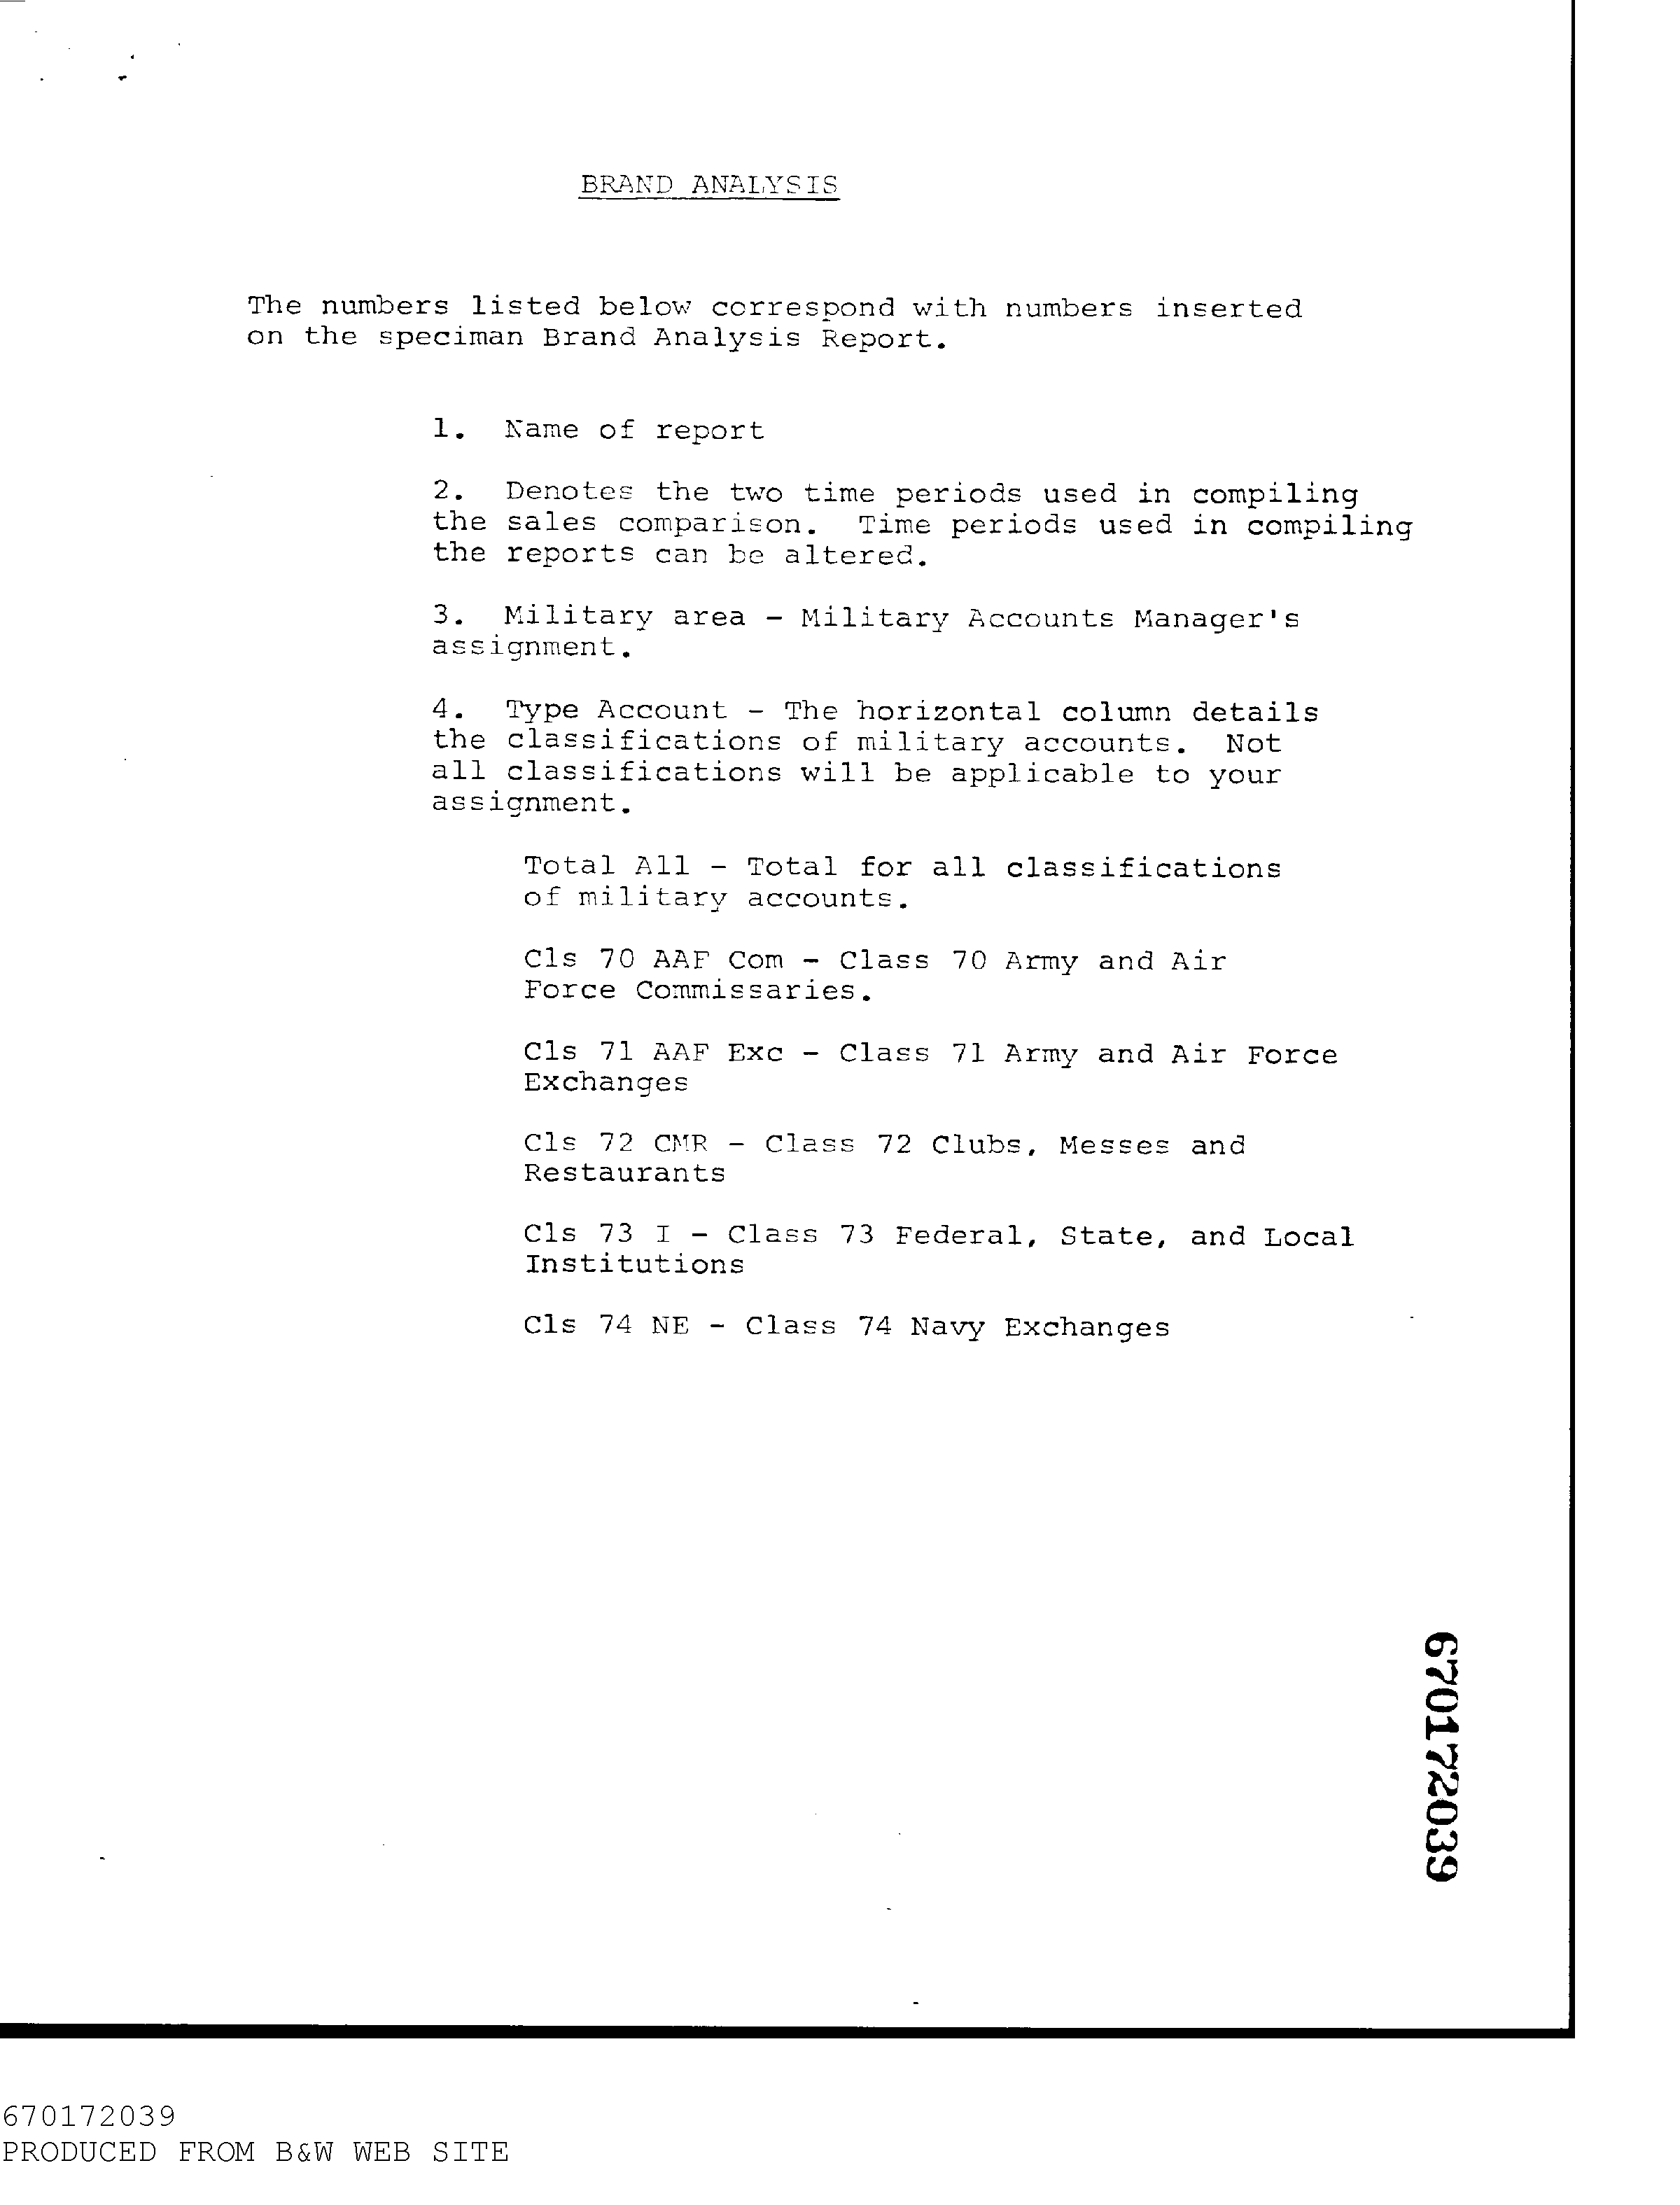 BRAND ANALYSIS
The numbers listed below correspond with numbers inserted
on the speciman Brand Analysis Report.
1. Name of report
2. Denotes the two time periods used in compiling
the sales comparison. Time periods used in compiling
the reports can be altered.
3. Military area - Military Accounts Manager's
assignment.
4. Type Account - The horizontal column details
the classifications of military accounts. Not
all classifications will be applicable to your
assignment.
Total All - Total for all classifications
of military accounts.
Cls 70 AAF Com - Class 70 Army and Air
Force Commissaries.
Cls 71 AAF Exc - Class 71 Army and Air Force
Exchanges
Cls 72 CMR - Class 72 Clubs, Messes and
Restaurants
Cls 73 I - Class 73 Federal, State, and Local
Institutions
Cls 74 NE - Class 74 Navy Exchanges
670172039
670172039
PRODUCED FROM B&W WEB SITE